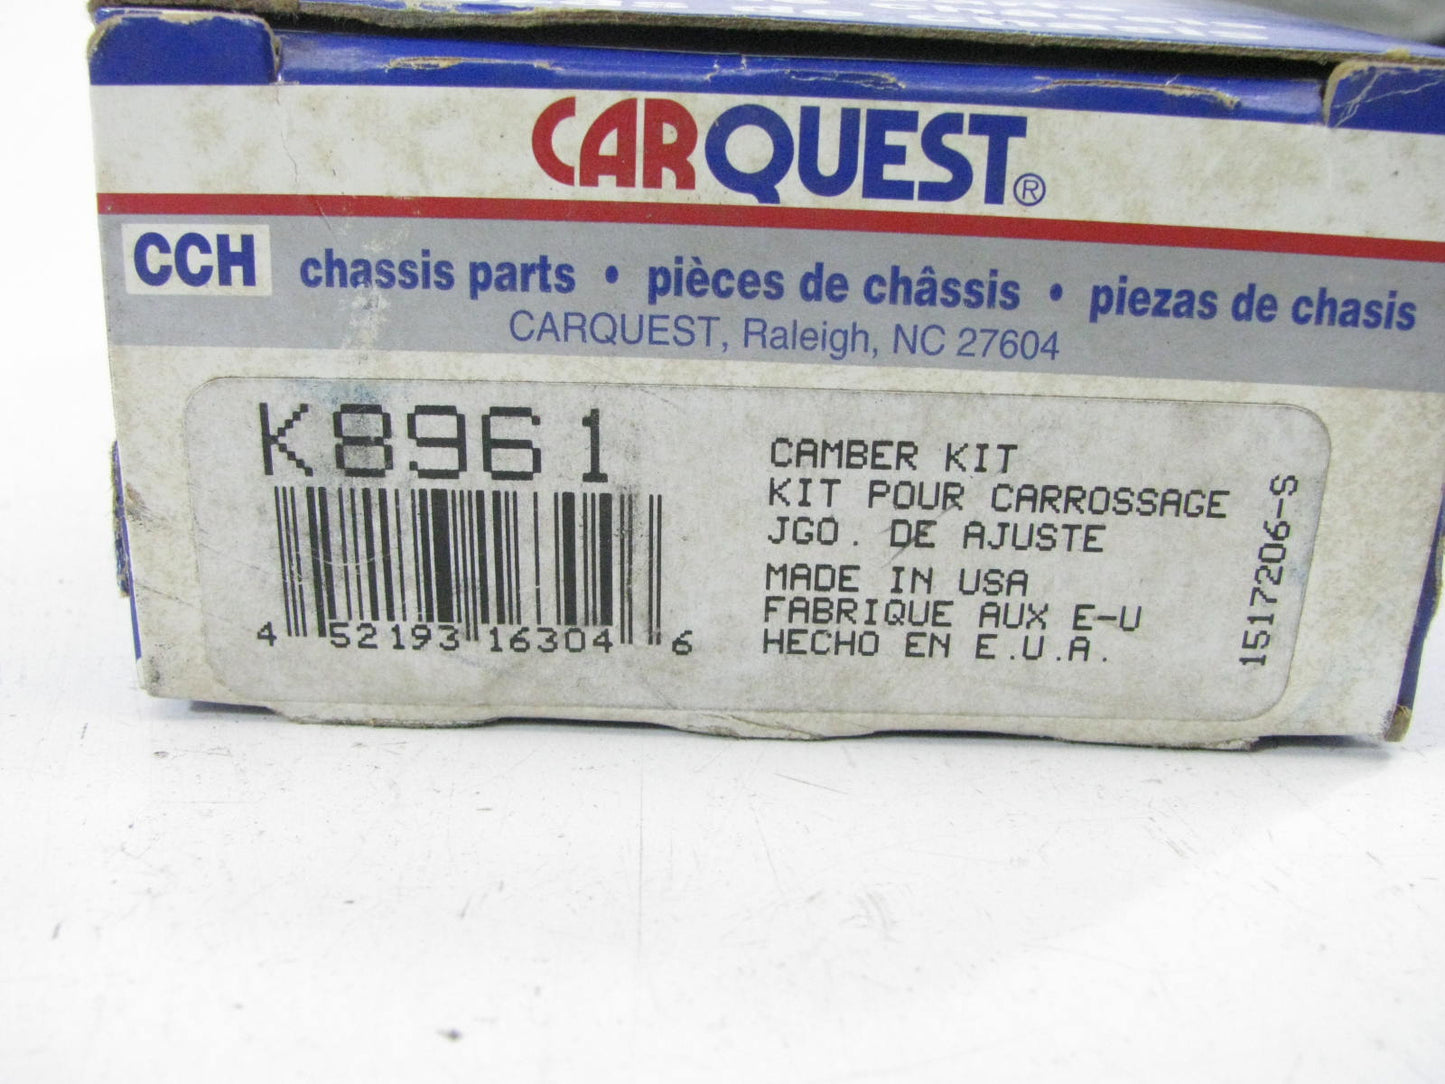 CARQUEST®
CCH chassis parts • pièces de châssis • piezas de chasis
CARQUEST, Raleigh, NC 27604
K8961
4 52193 16304 6
CAMBER KIT
KIT POUR CARROSSAGE
JGO. DE AJUSTE
MADE IN USA
FABRIQUE AUX E-U
HECHO EN E.U.A.
1517206-S